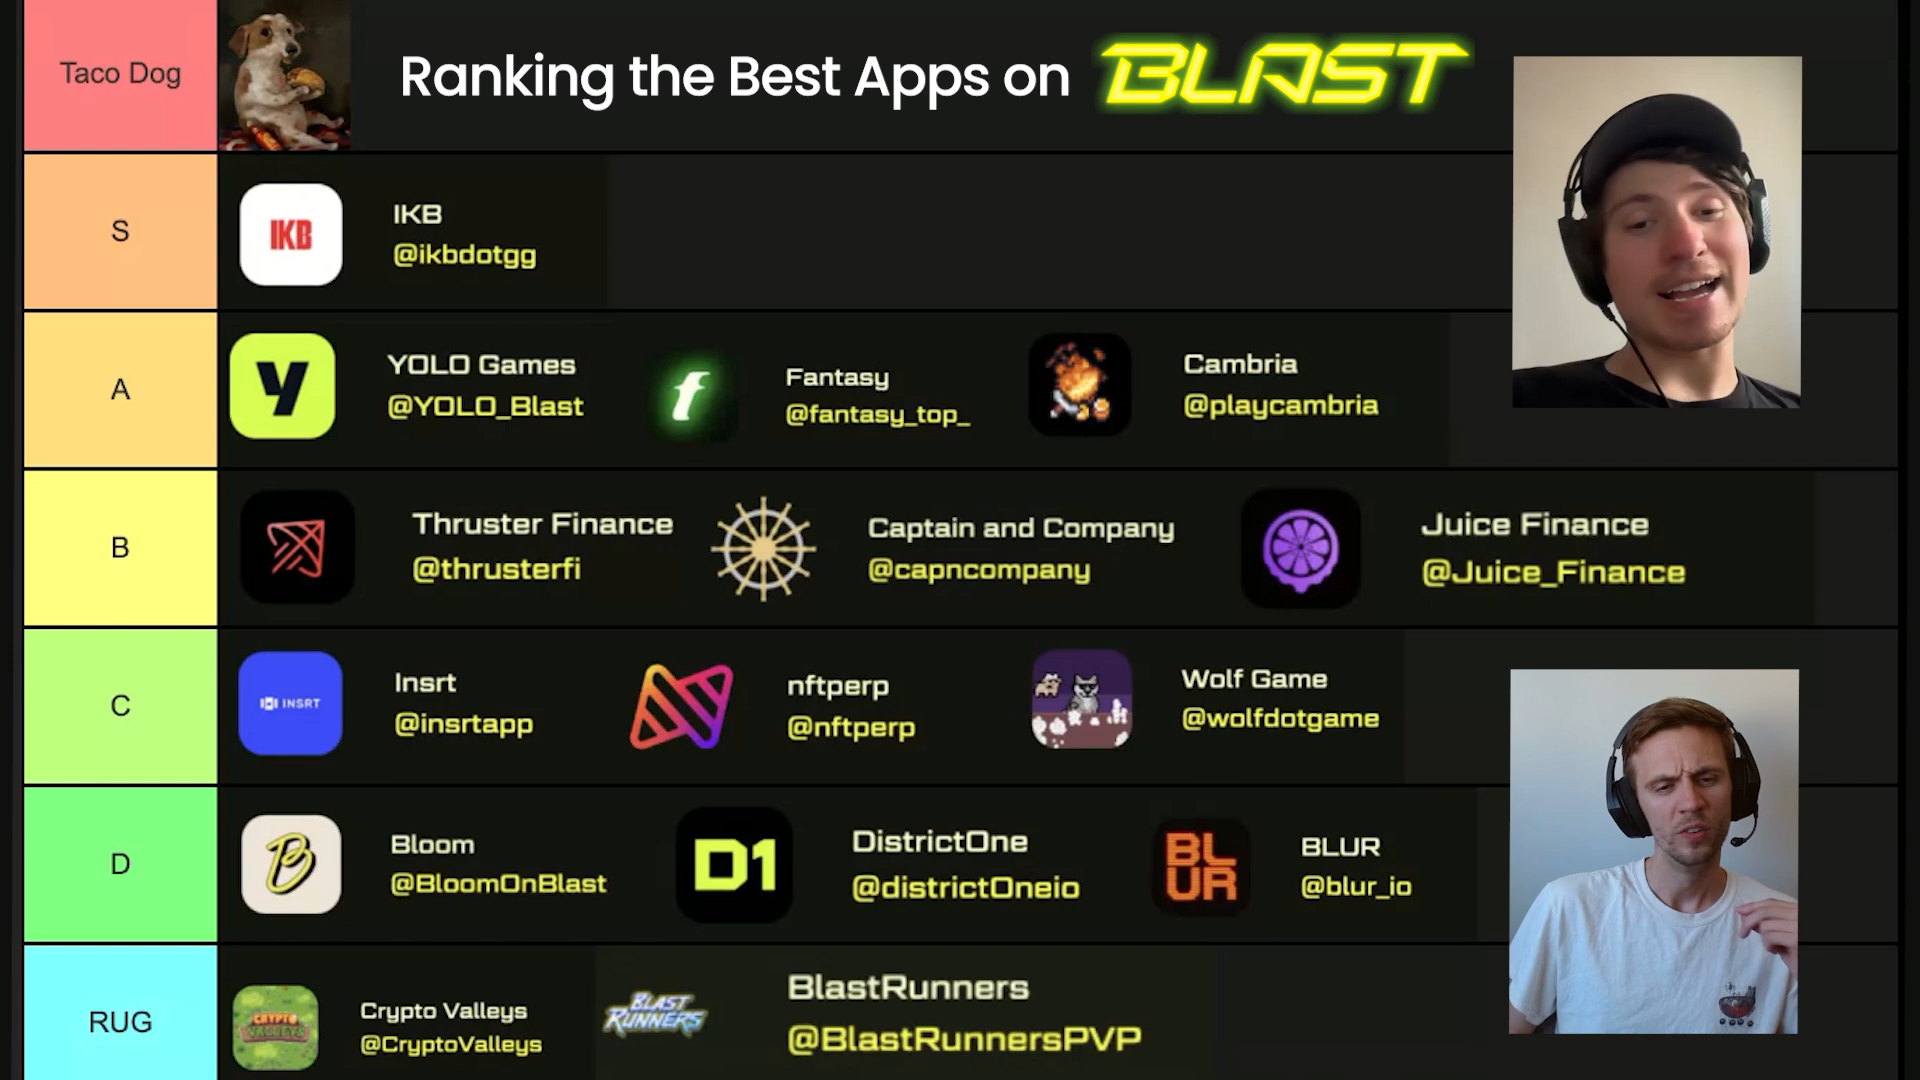 Taco Dog
Ranking the Best Apps on BLAST
S
IKB
IKB
@ikbdotgg
A
y
YOLO Games
@YOLO_Blast
f
Fantasy
@fantasy_top_
Cambria
@playcambria
B
Thruster Finance
@thrusterfi
Captain and Company
@capncompany
Juice Finance
@Juice_Finance
C
INSRT
Insrt
@insrtapp
nftperp
@nftperp
Wolf Game
@wolfdotgame
D
B
Bloom
@BloomOnBlast
D1
DistrictOne
@districtOneio
BL
UR
BLUR
@blur_io
RUG
CRYPTO
VALLEYS
Crypto Valleys
@CryptoValleys
BLAST
RUNNERS
BlastRunners
@BlastRunnersPVP